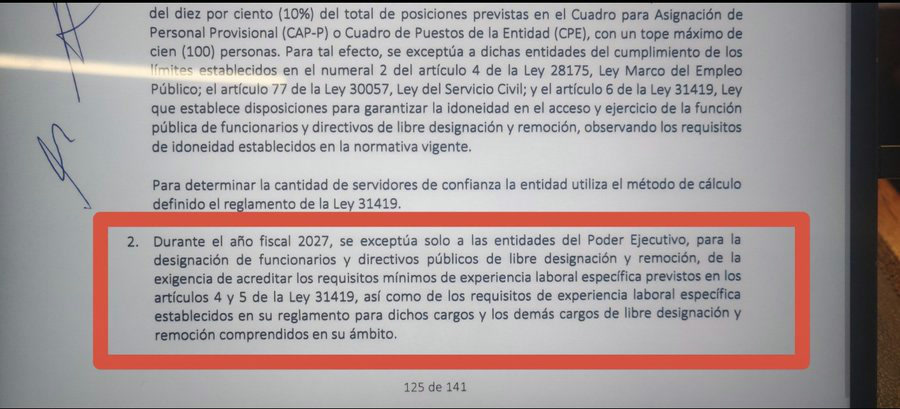 del diez por ciento (10%) del total de posiciones previstas en el Cuadro para Asignación de
Personal Provisional (CAP-P) o Cuadro de Puestos de la Entidad (CPE), con un tope máximo de
cien (100) personas. Para tal efecto, se exceptúa a dichas entidades del cumplimiento de los
límites establecidos en el numeral 2 del artículo 4 de la Ley 28175, Ley Marco del Empleo
Público; el artículo 77 de la Ley 30057, Ley del Servicio Civil; y el artículo 6 de la Ley 31419, Ley
que establece disposiciones para garantizar la idoneidad en el acceso y ejercicio de la función
pública de funcionarios y directivos de libre designación y remoción, observando los requisitos
de idoneidad establecidos en la normativa vigente.
Para determinar la cantidad de servidores de confianza la entidad utiliza el método de cálculo
definido el reglamento de la Ley 31419.
2. Durante el año fiscal 2027, se exceptúa solo a las entidades del Poder Ejecutivo, para la
designación de funcionarios y directivos públicos de libre designación y remoción, de la
exigencia de acreditar los requisitos mínimos de experiencia laboral específica previstos en los
artículos 4 y 5 de la Ley 31419, así como de los requisitos de experiencia laboral específica
establecidos en su reglamento para dichos cargos y los demás cargos de libre designación y
remoción comprendidos en su ámbito.
125 de 141